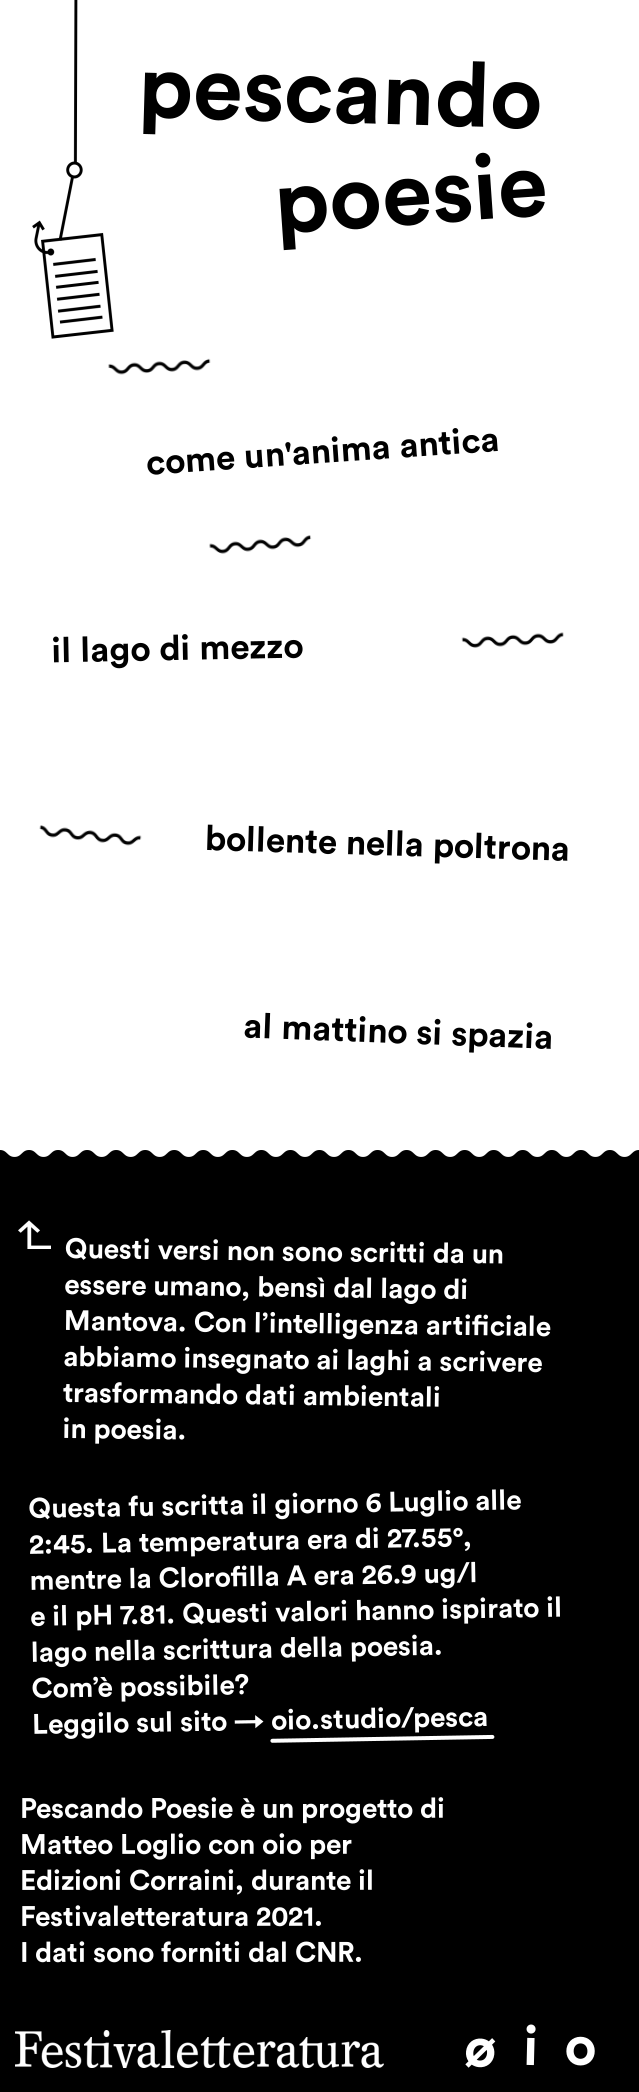 pescando
poesie
come un'anima antica
il lago di mezzo
bollente nella poltrona
al mattino si spazia
Questi versi non sono scritti da un
essere umano, bensì dal lago di
Mantova. Con l’intelligenza artificiale
abbiamo insegnato ai laghi a scrivere
trasformando dati ambientali
in poesia.
Questa fu scritta il giorno 6 Luglio alle
2:45. La temperatura era di 27.55°,
mentre la Clorofilla A era 26.9 ug/l
e il pH 7.81. Questi valori hanno ispirato il
lago nella scrittura della poesia.
Com’è possibile?
Leggilo sul sito → oio.studio/pesca
Pescando Poesie è un progetto di
Matteo Loglio con oio per
Edizioni Corraini, durante il
Festivaletteratura 2021.
I dati sono forniti dal CNR.
Festivaletteratura ø i o